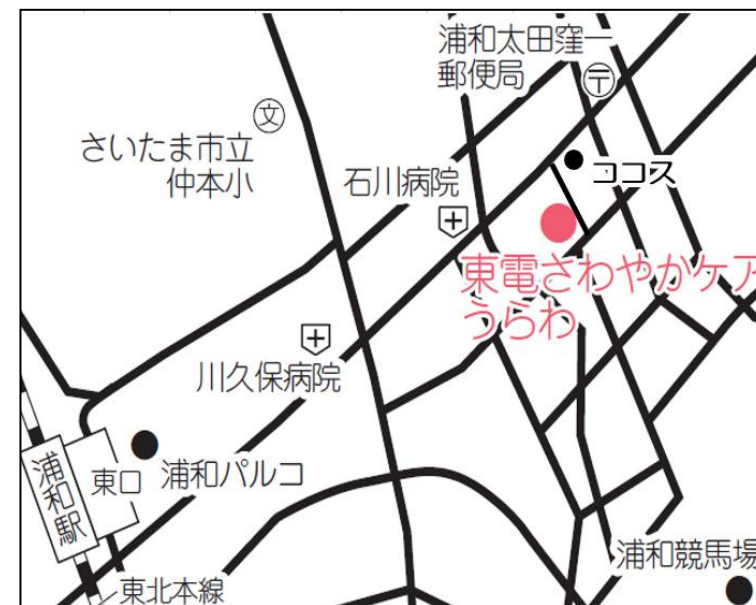 浦和太田窪一
郵便局
〒
文
さいたま市立
仲本小
石川病院
ココス
東電さわやかケア
うらわ
川久保病院
浦和パルコ
東口
浦和駅
浦和競馬場
東北本線